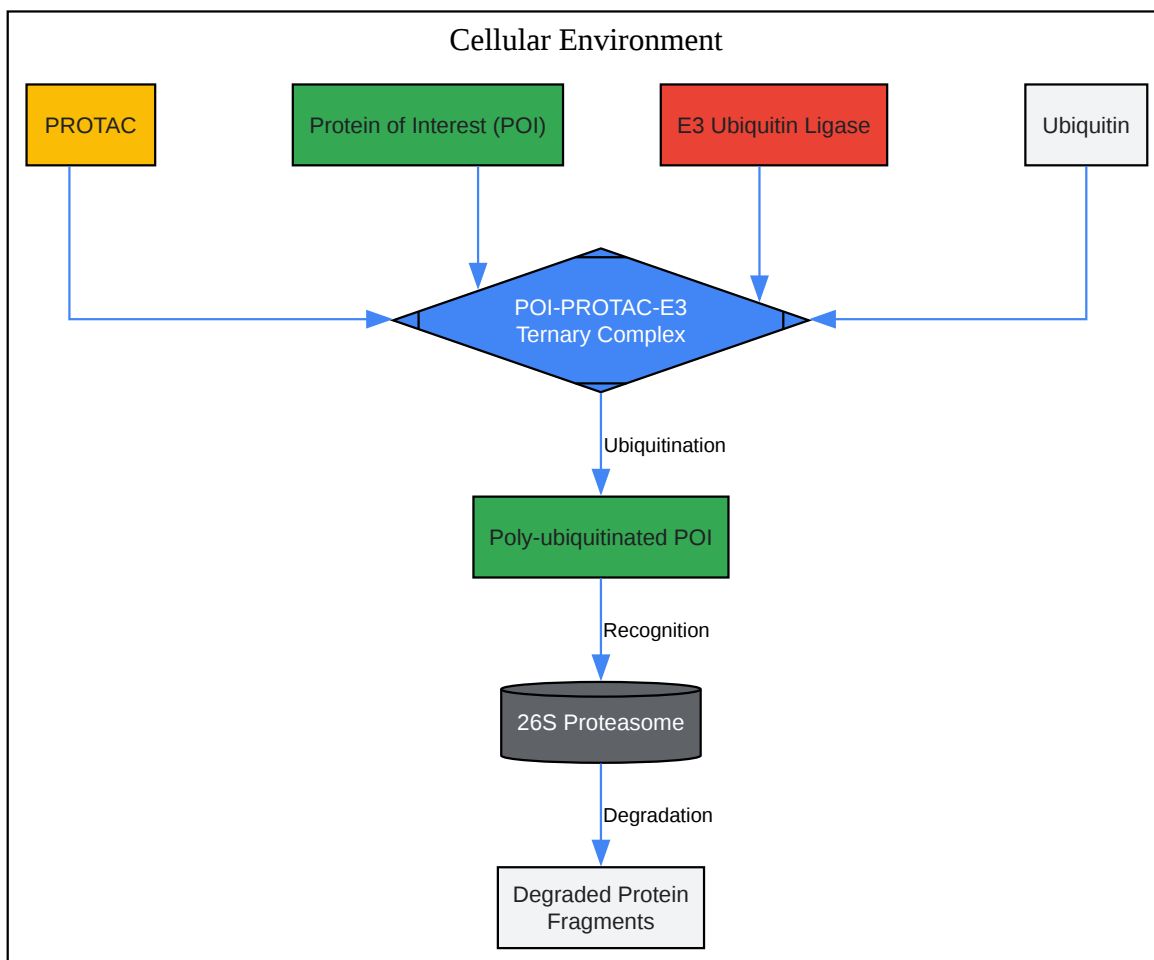 Cellular Environment
PROTAC
Protein of Interest (POI)
E3 Ubiquitin Ligase
Ubiquitin
POI-PROTAC-E3
Ternary Complex
Ubiquitination
Poly-ubiquitinated POI
Recognition
26S Proteasome
Degradation
Degraded Protein
Fragments